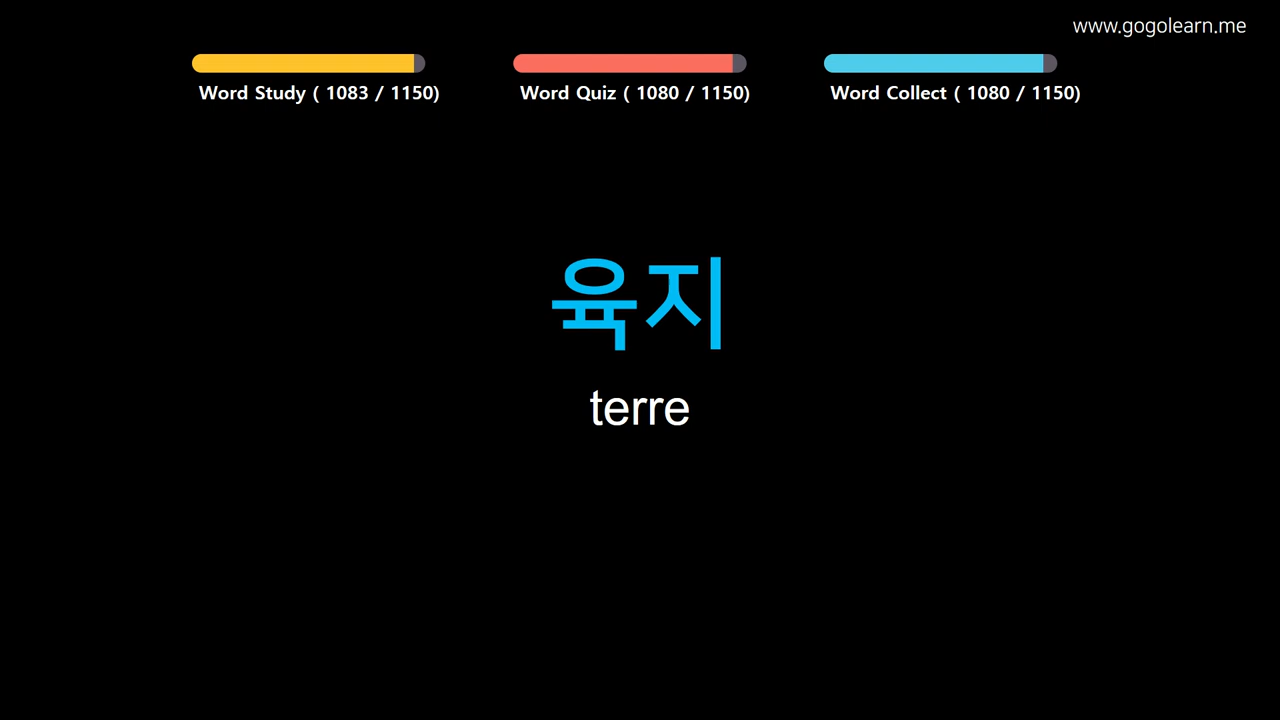 www.gogolearn.me
Word Study ( 1083 / 1150)
Word Quiz ( 1080 / 1150)
Word Collect ( 1080 / 1150)
육지
terre